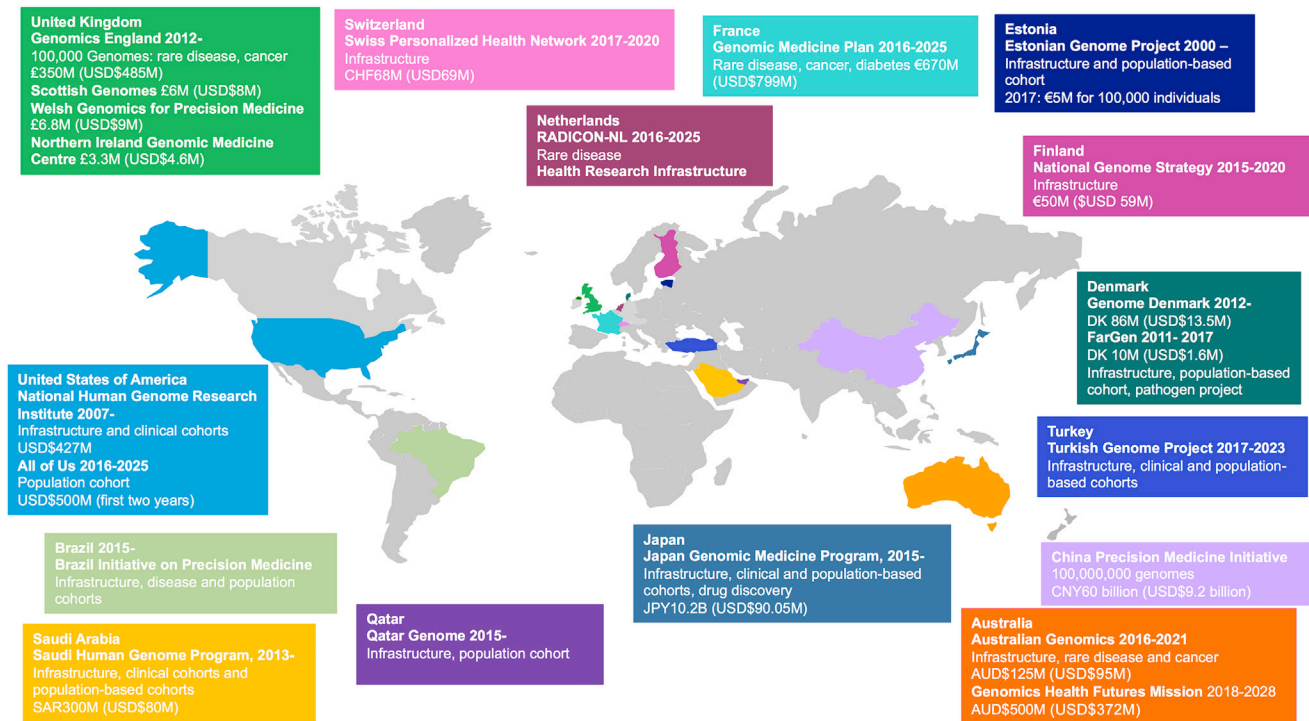 United Kingdom
Genomics England 2012-
100,000 Genomes: rare disease, cancer
£350M (USD$485M)
Scottish Genomes £6M (USD$8M)
Welsh Genomics for Precision Medicine
£6.8M (USD$9M)
Northern Ireland Genomic Medicine
Centre £3.3M (USD$4.6M)
Switzerland
Swiss Personalized Health Network 2017-2020
Infrastructure
CHF68M (USD69M)
France
Genomic Medicine Plan 2016-2025
Rare disease, cancer, diabetes €670M
(USD$799M)
Estonia
Estonian Genome Project 2000 –
Infrastructure and population-based
cohort
2017: €5M for 100,000 individuals
Netherlands
RADICON-NL 2016-2025
Rare disease
Health Research Infrastructure
Finland
National Genome Strategy 2015-2020
Infrastructure
€50M ($USD 59M)
Denmark
Genome Denmark 2012-
DK 86M (USD$13.5M)
FarGen 2011- 2017
DK 10M (USD$1.6M)
Infrastructure, population-based
cohort, pathogen project
United States of America
National Human Genome Research
Institute 2007-
Infrastructure and clinical cohorts
USD$427M
All of Us 2016-2025
Population cohort
USD$500M (first two years)
Turkey
Turkish Genome Project 2017-2023
Infrastructure, clinical and population-
based cohorts
Brazil 2015-
Brazil Initiative on Precision Medicine
Infrastructure, disease and population
cohorts
Japan
Japan Genomic Medicine Program, 2015-
Infrastructure, clinical and population-based
cohorts, drug discovery
JPY10.2B (USD$90.05M)
China Precision Medicine Initiative
100,000,000 genomes
CNY60 billion (USD$9.2 billion)
Qatar
Qatar Genome 2015-
Infrastructure, population cohort
Saudi Arabia
Saudi Human Genome Program, 2013-
Infrastructure, clinical cohorts and
population-based cohorts
SAR300M (USD$80M)
Australia
Australian Genomics 2016-2021
Infrastructure, rare disease and cancer
AUD$125M (USD$95M)
Genomics Health Futures Mission 2018-2028
AUD$500M (USD$372M)